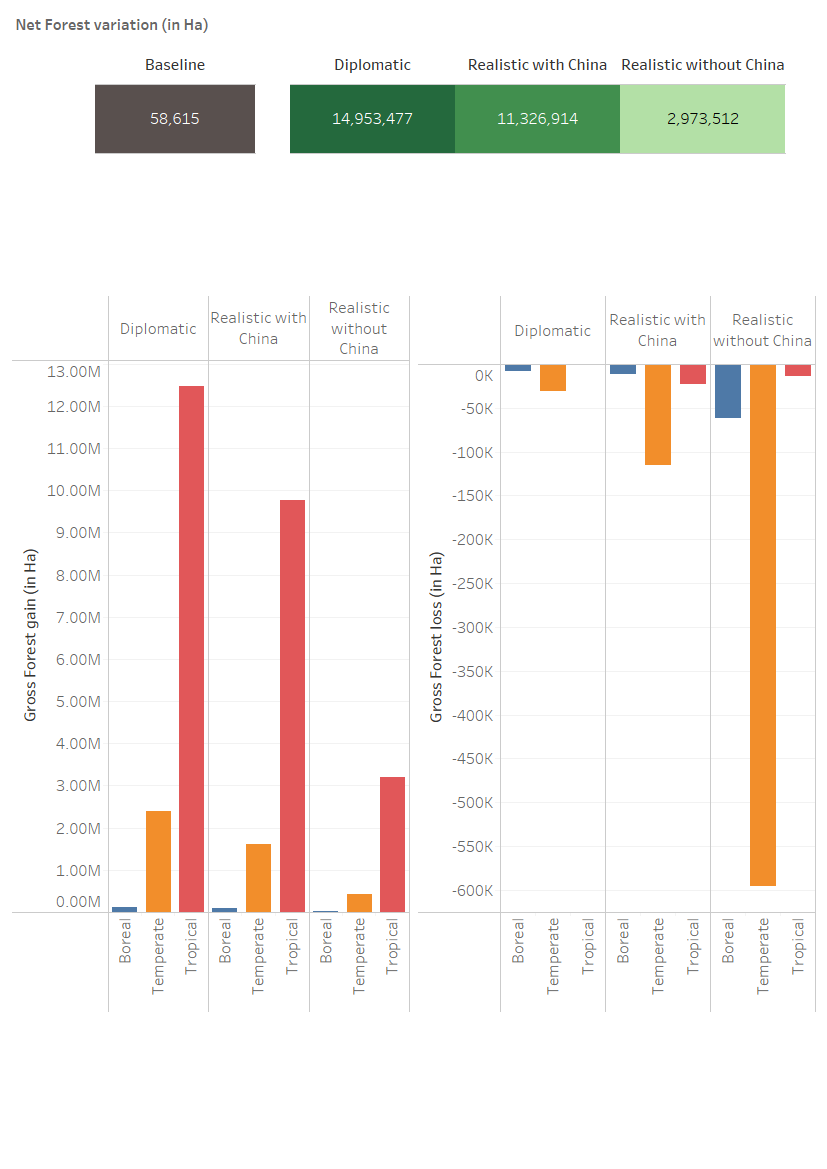 Net Forest variation (in Ha)
Baseline
Diplomatic
Realistic with China
Realistic without China
58,615
14,953,477
11,326,914
2,973,512
Diplomatic
Realistic with
China
Realistic
without
China
Gross Forest gain (in Ha)
13.00M
12.00M
11.00M
10.00M
9.00M
8.00M
7.00M
6.00M
5.00M
4.00M
3.00M
2.00M
1.00M
0.00M
Boreal
Temperate
Tropical
Boreal
Temperate
Tropical
Boreal
Temperate
Tropical
Diplomatic
Realistic with
China
Realistic
without China
Gross Forest loss (in Ha)
0K
-50K
-100K
-150K
-200K
-250K
-300K
-350K
-400K
-450K
-500K
-550K
-600K
Boreal
Temperate
Tropical
Boreal
Temperate
Tropical
Boreal
Temperate
Tropical